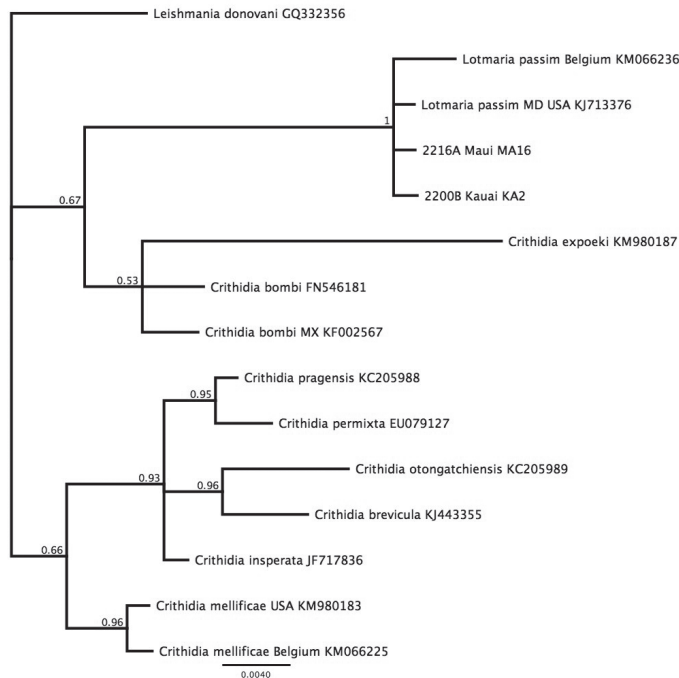 Leishmania donovani GQ332356
Lotmaria passim Belgium KM066236
Lotmaria passim MD USA KJ713376
1
2216A Maui MA16
2200B Kauai KA2
0.67
Crithidia expoeki KM980187
0.53
Crithidia bombi FN546181
Crithidia bombi MX KF002567
Crithidia pragensis KC205988
0.95
Crithidia permixta EU079127
Crithidia otongatchiensis KC205989
0.93
0.96
Crithidia brevicula KJ443355
0.66
Crithidia insperata JF717836
Crithidia mellificae USA KM980183
0.96
Crithidia mellificae Belgium KM066225
0.0040